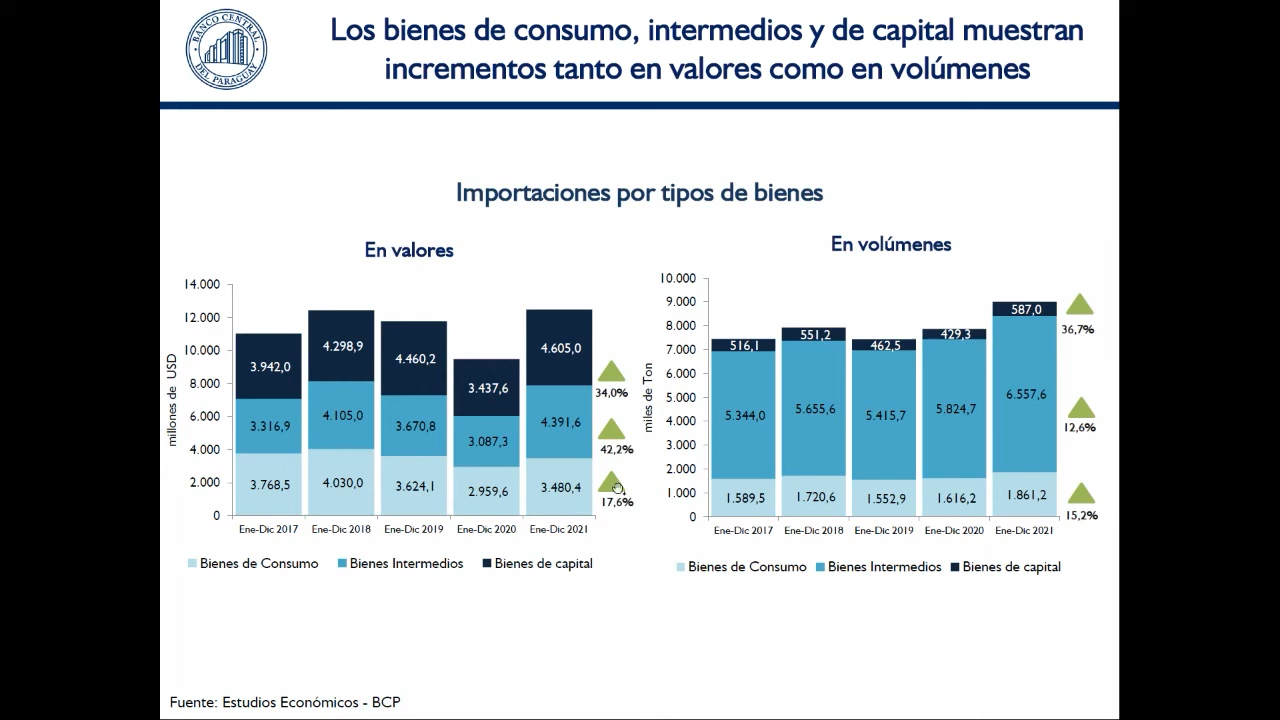 BANCO CENTRAL
DEL PARAGUAY
Los bienes de consumo, intermedios y de capital muestran
incrementos tanto en valores como en volúmenes
Importaciones por tipos de bienes
En valores
millones de USD
14.000
12.000
10.000
8.000
6.000
4.000
2.000
0
3.942,0
4.298,9
4.460,2
3.437,6
4.605,0
3.316,9
4.105,0
3.670,8
3.087,3
4.391,6
3.768,5
4.030,0
3.624,1
2.959,6
3.480,4
34,0%
42,2%
17,6%
Ene-Dic 2017
Ene-Dic 2018
Ene-Dic 2019
Ene-Dic 2020
Ene-Dic 2021
Bienes de Consumo
Bienes Intermedios
Bienes de capital
En volúmenes
miles de Ton
10.000
9.000
8.000
7.000
6.000
5.000
4.000
3.000
2.000
1.000
0
516,1
551,2
462,5
429,3
587,0
5.344,0
5.655,6
5.415,7
5.824,7
6.557,6
1.589,5
1.720,6
1.552,9
1.616,2
1.861,2
36,7%
12,6%
15,2%
Ene-Dic 2017
Ene-Dic 2018
Ene-Dic 2019
Ene-Dic 2020
Ene-Dic 2021
Bienes de Consumo
Bienes Intermedios
Bienes de capital
Fuente: Estudios Económicos - BCP